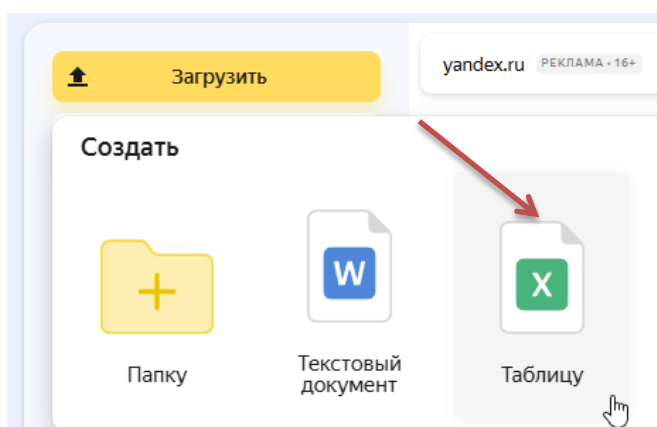 Загрузить
yandex.ru РЕКЛАМА • 16+
Создать
W
X
Папку
Текстовый
документ
Таблицу